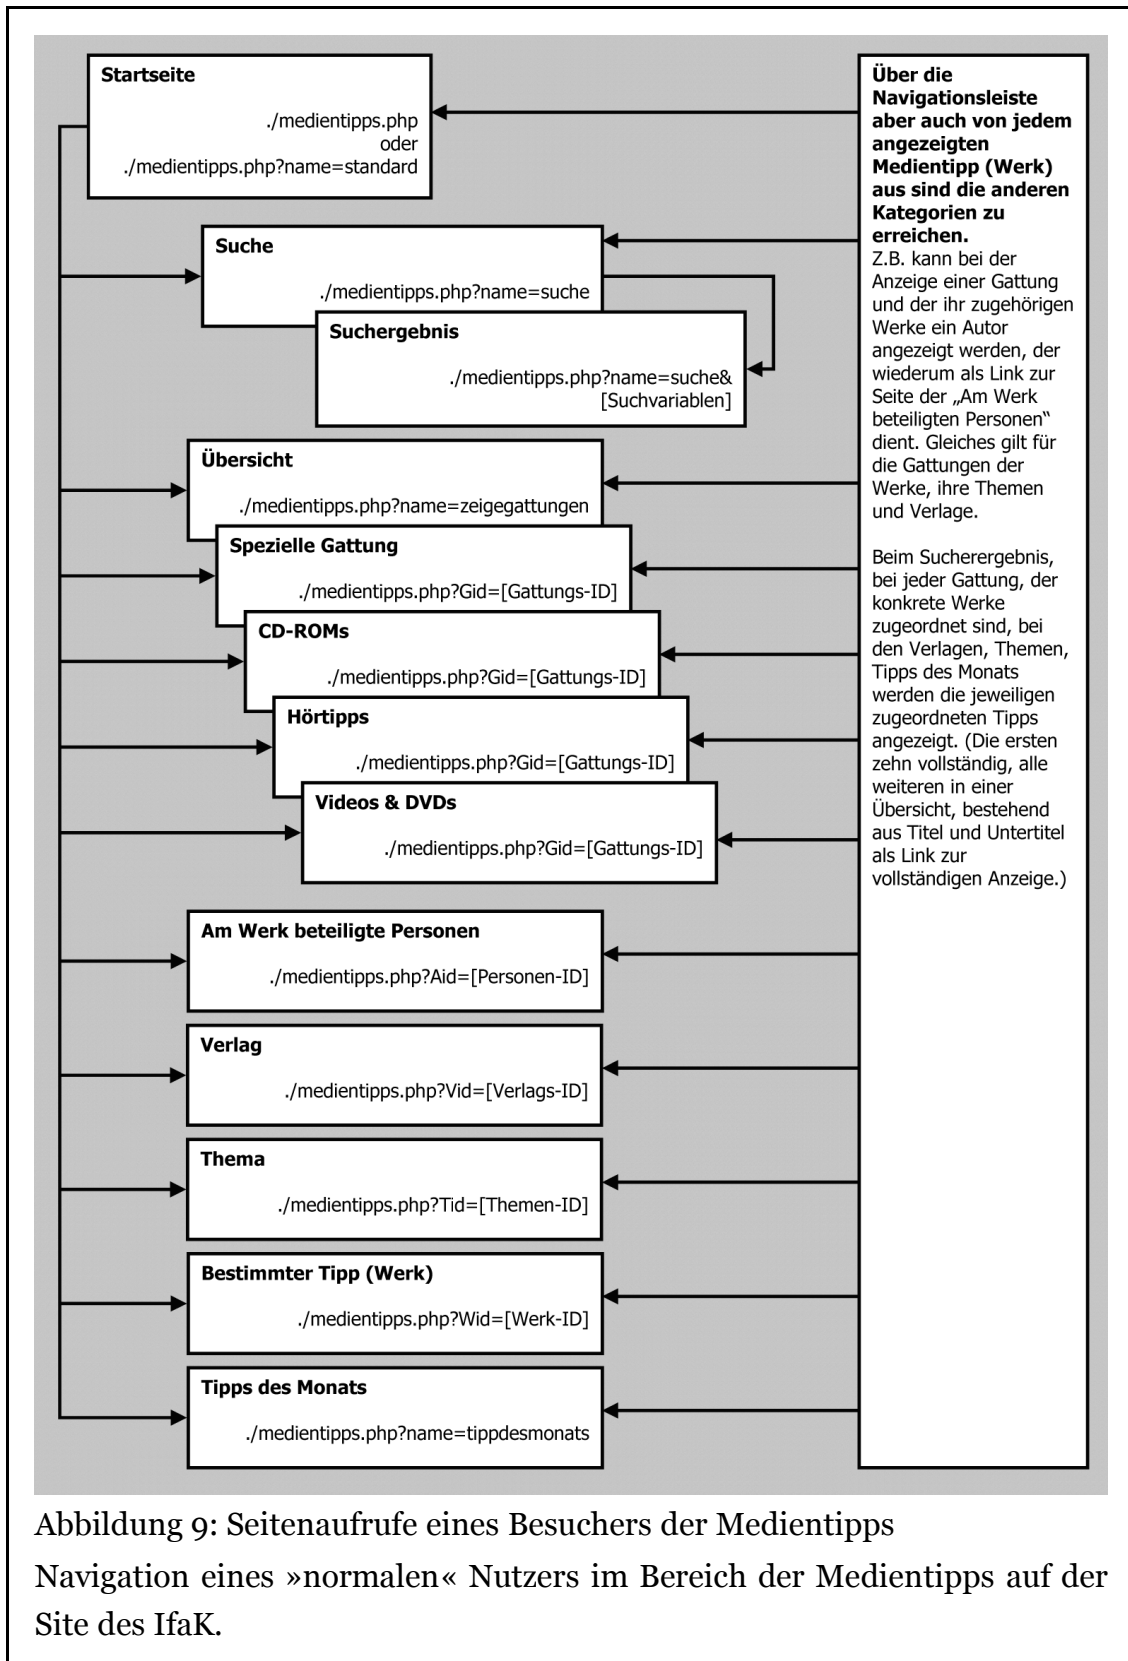 Startseite
./medientipps.php
oder
./medientipps.php?name=standard
Suche
./medientipps.php?name=suche
Suchergebnis
./medientipps.php?name=suche&
[Suchvariablen]
Übersicht
./medientipps.php?name=zeigegattungen
Spezielle Gattung
./medientipps.php?Gid=[Gattungs-ID]
CD-ROMs
./medientipps.php?Gid=[Gattungs-ID]
Hörtipps
./medientipps.php?Gid=[Gattungs-ID]
Videos & DVDs
./medientipps.php?Gid=[Gattungs-ID]
Am Werk beteiligte Personen
./medientipps.php?Aid=[Personen-ID]
Verlag
./medientipps.php?Vid=[Verlags-ID]
Thema
./medientipps.php?Tid=[Themen-ID]
Bestimmter Tipp (Werk)
./medientipps.php?Wid=[Werk-ID]
Tipps des Monats
./medientipps.php?name=tippdesmonats
Über die
Navigationsleiste
aber auch von jedem
angezeigten
Medientipp (Werk)
aus sind die anderen
Kategorien zu
erreichen.
Z.B. kann bei der
Anzeige einer Gattung
und der ihr zugehörigen
Werke ein Autor
angezeigt werden, der
wiederum als Link zur
Seite der „Am Werk
beteiligten Personen“
dient. Gleiches gilt für
die Gattungen der
Werke, ihre Themen
und Verlage.
Beim Sucherergebnis,
bei jeder Gattung, der
konkrete Werke
zugeordnet sind, bei
den Verlagen, Themen,
Tipps des Monats
werden die jeweiligen
zugeordneten Tipps
angezeigt. (Die ersten
zehn vollständig, alle
weiteren in einer
Übersicht, bestehend
aus Titel und Untertitel
als Link zur
vollständigen Anzeige.)
Abbildung 9: Seitenaufrufe eines Besuchers der Medientipps
Navigation eines »normalen« Nutzers im Bereich der Medientipps auf der
Site des IfaK.